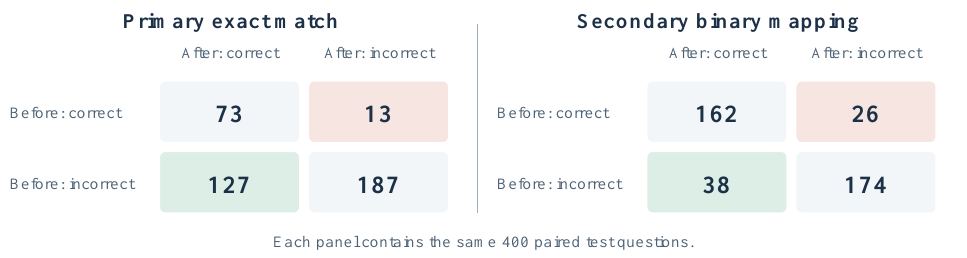 Primary exact match
After: correct After: incorrect
Before: correct 73 13
Before: incorrect 127 187
Secondary binary mapping
After: correct After: incorrect
Before: correct 162 26
Before: incorrect 38 174
Each panel contains the same 400 paired test questions.